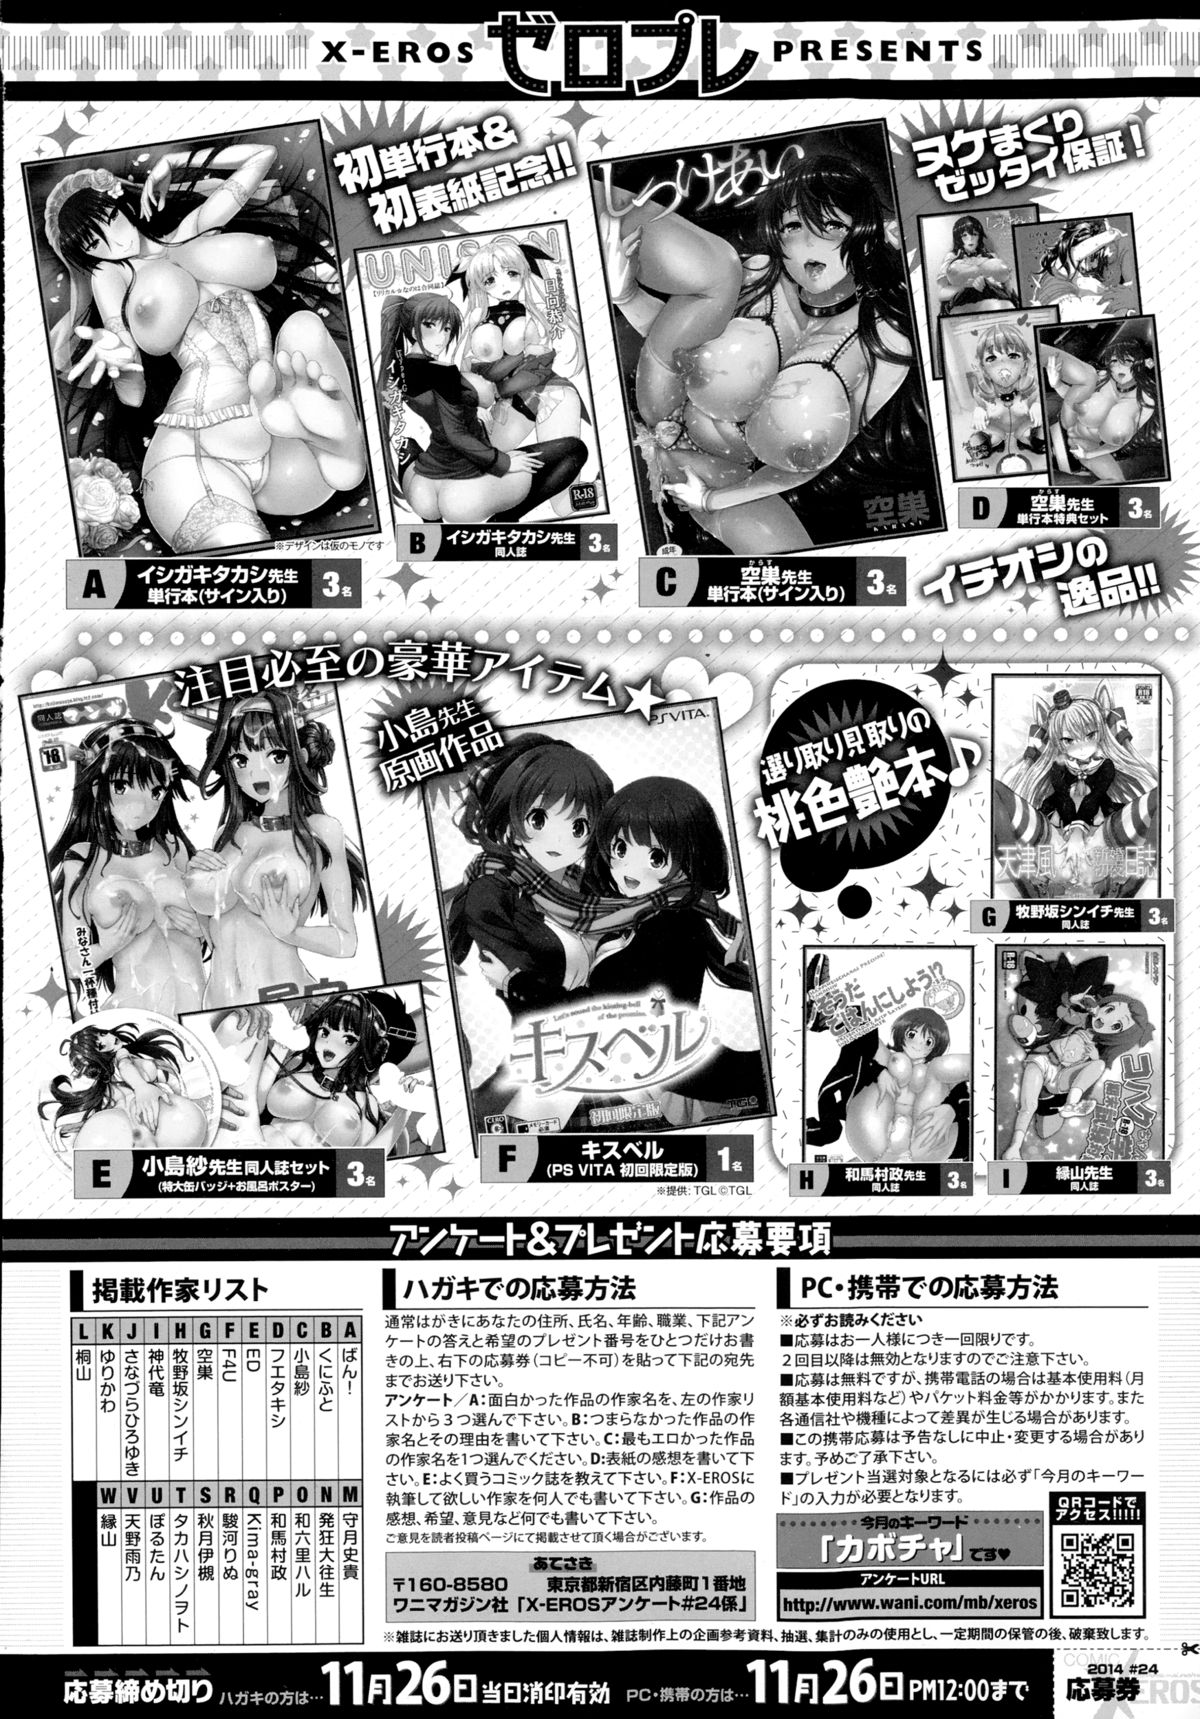 X-EROS ゼロプレ PRESENTS
初単行本&
初表紙記念!!
※デザインは仮のモノです
A イシガキタカシ先生
単行本(サイン入り) 3名
UNISON
日向恭介
イシガキタカシ
R-18
B イシガキタカシ先生
同人誌 3名
しつけあい
空巣
KARASU
成年
C からす
空巣先生
単行本(サイン入り) 3名
ヌケまくり
ゼッタイ保証!
D からす
空巣先生
単行本特典セット 3名
イチオシの
逸品!!
注目必至の豪華アイテム★
E 小島紗先生同人誌セット
(特大缶バッジ+お風呂ポスター) 3名
小島先生
原画作品
PSVITA
Let's sound the kissing-bell
of the promise.
キスベル
初回限定版
TGL
F キスベル
(PS VITA 初回限定版) 1名
※提供:TGL©TGL
選り取り見取りの
桃色艶本♪
G 牧野坂シンイチ先生
同人誌 3名
H 和馬村政先生
同人誌 3名
I 緑山先生
同人誌 3名
アンケート&プレゼント応募要項
掲載作家リスト
A ばん!
B くにふと
C 小島紗
D フエタキシ
E ED
F F4U
G 空巣
H 牧野坂シンイチ
I 神代竜
J さなづらひろゆき
K ゆりかわ
L 桐山
M 守月史貴
N 発狂大往生
O 和六里ハル
P 和馬村政
Q Kima-gray
R 駿河りぬ
S 秋月伊槻
T タカハシノヲト
U ぽるたん
V 天野雨乃
W 緑山
ハガキでの応募方法
通常はがきにあなたの住所、氏名、年齢、職業、下記アン
ケートの答えと希望のプレゼント番号をひとつだけお書
きの上、右下の応募券(コピー不可)を貼って下記の宛先
までお送り下さい。
アンケート/A:面白かった作品の作家名を、左の作家リ
ストから3つ選んで下さい。B:つまらなかった作品の作
家名とその理由を書いて下さい。C:最もエロかった作品
の作家名を1つ選んでください。D:表紙の感想を書いて下
さい。E:よく買うコミック誌を教えて下さい。F:X-EROSに
執筆して欲しい作家を何人でも書いて下さい。G:作品の
感想、希望、意見など何でも書いて下さい。
ご意見を読者投稿ページにて掲載させて頂く場合がございます。
あてさき
〒160-8580 東京都新宿区内藤町1番地
ワニマガジン社「X-EROSアンケート#24係」
PC・携帯での応募方法
※必ずお読みください
■応募はお一人様につき一回限りです。
2回目以降は無効となりますのでご注意下さい。
■応募は無料ですが、携帯電話の場合は基本使用料(月
額基本使用料など)やパケット料金等がかかります。また
各通信社や機種によって差異が生じる場合があります。
■この携帯応募は予告なしに中止・変更する場合があり
ます。予めご了承下さい。
■プレゼント当選対象となるには必ず「今月のキーワー
ド」の入力が必要となります。
今月のキーワード
「カボチャ」です♥
アンケートURL
http://www.wani.com/mb/xeros
QRコードで
アクセス!!!!!
※雑誌にお送り頂きました個人情報は、雑誌制作上の企画参考資料、抽選、集計のみの使用とし、一定期間の保管の後、破棄致します。
応募締め切り ハガキの方は…11月26日当日消印有効 PC・携帯の方は…11月26日PM12:00まで
COMIC X-EROS
2014 #24
応募券